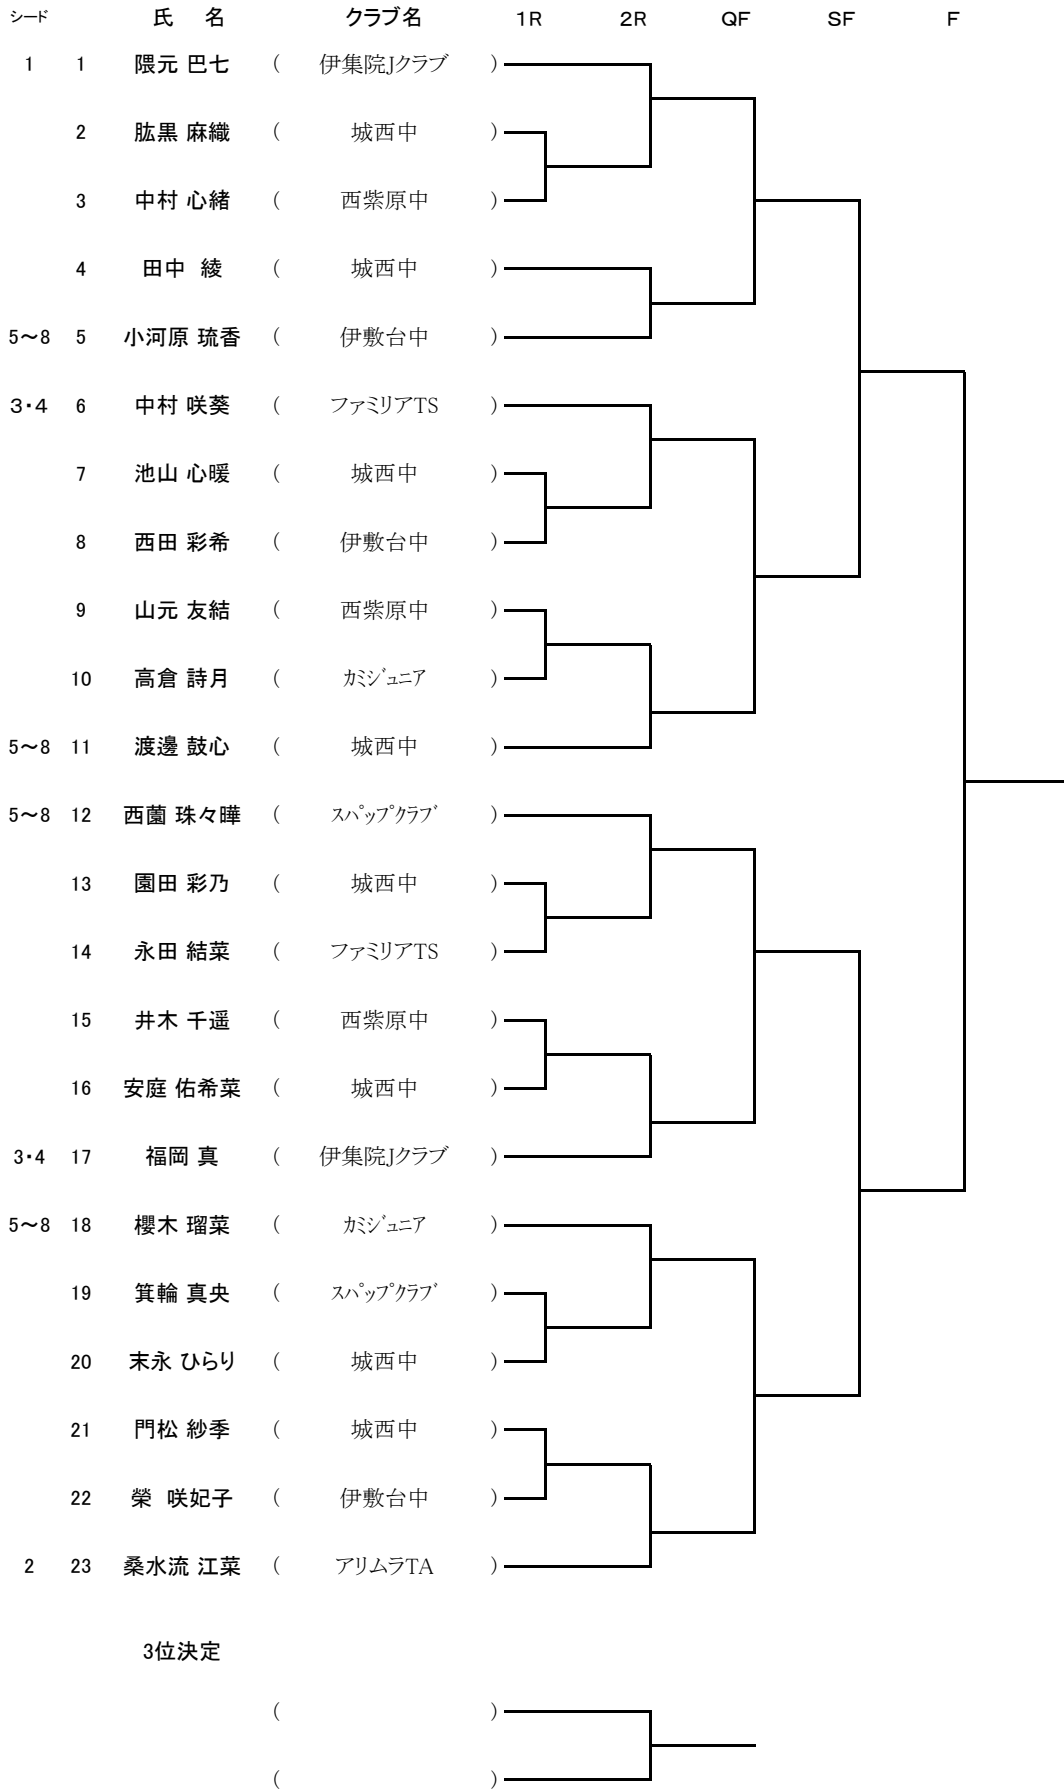 シード 氏 名 クラブ名 1R 2R QF SF F
1 1 隈元 巴七 ( 伊集院Jクラブ )
2 肱黒 麻織 ( 城西中 )
3 中村 心緒 ( 西紫原中 )
4 田中 綾 ( 城西中 )
5～8 5 小河原 琉香 ( 伊敷台中 )
3・4 6 中村 咲葵 ( ファミリアTS )
7 池山 心暖 ( 城西中 )
8 西田 彩希 ( 伊敷台中 )
9 山元 友結 ( 西紫原中 )
10 高倉 詩月 ( ｶﾐｼﾞｭﾆｱ )
5～8 11 渡邊 鼓心 ( 城西中 )
5～8 12 西薗 珠々曄 ( ｽﾊﾟｯﾌﾟｸﾗﾌﾞ )
13 園田 彩乃 ( 城西中 )
14 永田 結菜 ( ファミリアTS )
15 井木 千遥 ( 西紫原中 )
16 安庭 佑希菜 ( 城西中 )
3・4 17 福岡 真 ( 伊集院Jクラブ )
5～8 18 櫻木 瑠菜 ( ｶﾐｼﾞｭﾆｱ )
19 箕輪 真央 ( ｽﾊﾟｯﾌﾟｸﾗﾌﾞ )
20 末永 ひらり ( 城西中 )
21 門松 紗季 ( 城西中 )
22 榮 咲妃子 ( 伊敷台中 )
2 23 桑水流 江菜 ( アリムラTA )
3位決定
( )
( )